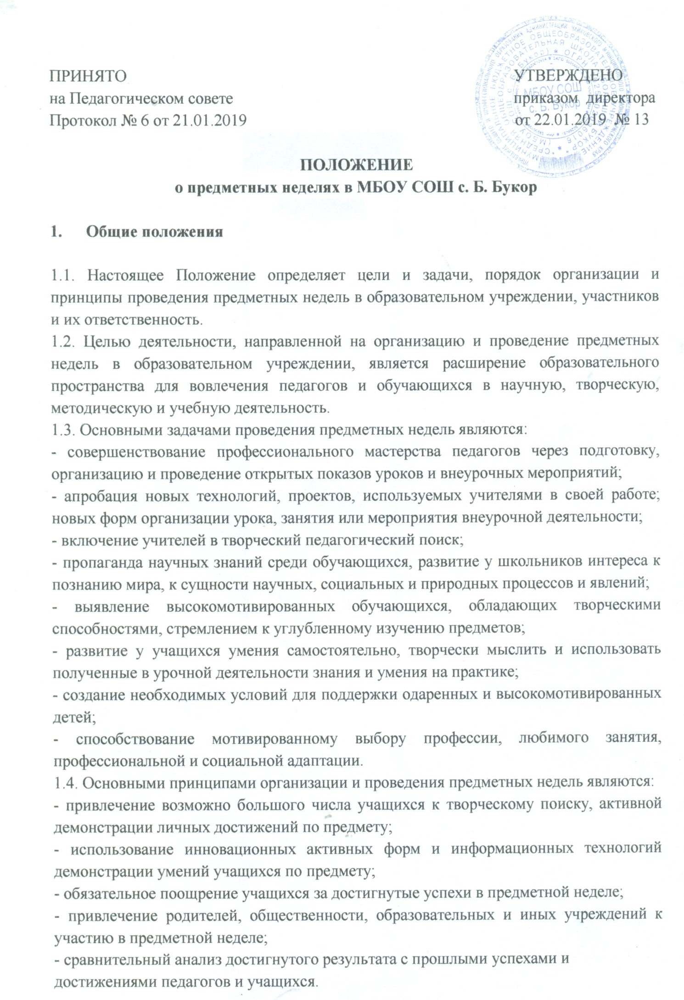 ПРИНЯТО
УТВЕРЖДЕНО
на Педагогическом совете
приказом директора
Протокол № 6 от 21.01.2019
от 22.01.2019 № 13
МБОУ СОШ
с. Б. Букор
ПОЛОЖЕНИЕ
о предметных неделях в МБОУ СОШ с. Б. Букор
1. Общие положения
1.1. Настоящее Положение определяет цели и задачи, порядок организации и
принципы проведения предметных недель в образовательном учреждении, участников
и их ответственность.
1.2. Целью деятельности, направленной на организацию и проведение предметных
недель в образовательном учреждении, является расширение образовательного
пространства для вовлечения педагогов и обучающихся в научную, творческую,
методическую и учебную деятельность.
1.3. Основными задачами проведения предметных недель являются:
- совершенствование профессионального мастерства педагогов через подготовку,
организацию и проведение открытых показов уроков и внеурочных мероприятий;
- апробация новых технологий, проектов, используемых учителями в своей работе;
новых форм организации урока, занятия или мероприятия внеурочной деятельности;
- включение учителей в творческий педагогический поиск;
- пропаганда научных знаний среди обучающихся, развитие у школьников интереса к
познанию мира, к сущности научных, социальных и природных процессов и явлений;
- выявление высокомотивированных обучающихся, обладающих творческими
способностями, стремлением к углубленному изучению предметов;
- развитие у учащихся умения самостоятельно, творчески мыслить и использовать
полученные в урочной деятельности знания и умения на практике;
- создание необходимых условий для поддержки одаренных и высокомотивированных
детей;
- способствование мотивированному выбору профессии, любимого занятия,
профессиональной и социальной адаптации.
1.4. Основными принципами организации и проведения предметных недель являются:
- привлечение возможно большого числа учащихся к творческому поиску, активной
демонстрации личных достижений по предмету;
- использование инновационных активных форм и информационных технологий
демонстрации умений учащихся по предмету;
- обязательное поощрение учащихся за достигнутые успехи в предметной неделе;
- привлечение родителей, общественности, образовательных и иных учреждений к
участию в предметной неделе;
- сравнительный анализ достигнутого результата с прошлыми успехами и
достижениями педагогов и учащихся.